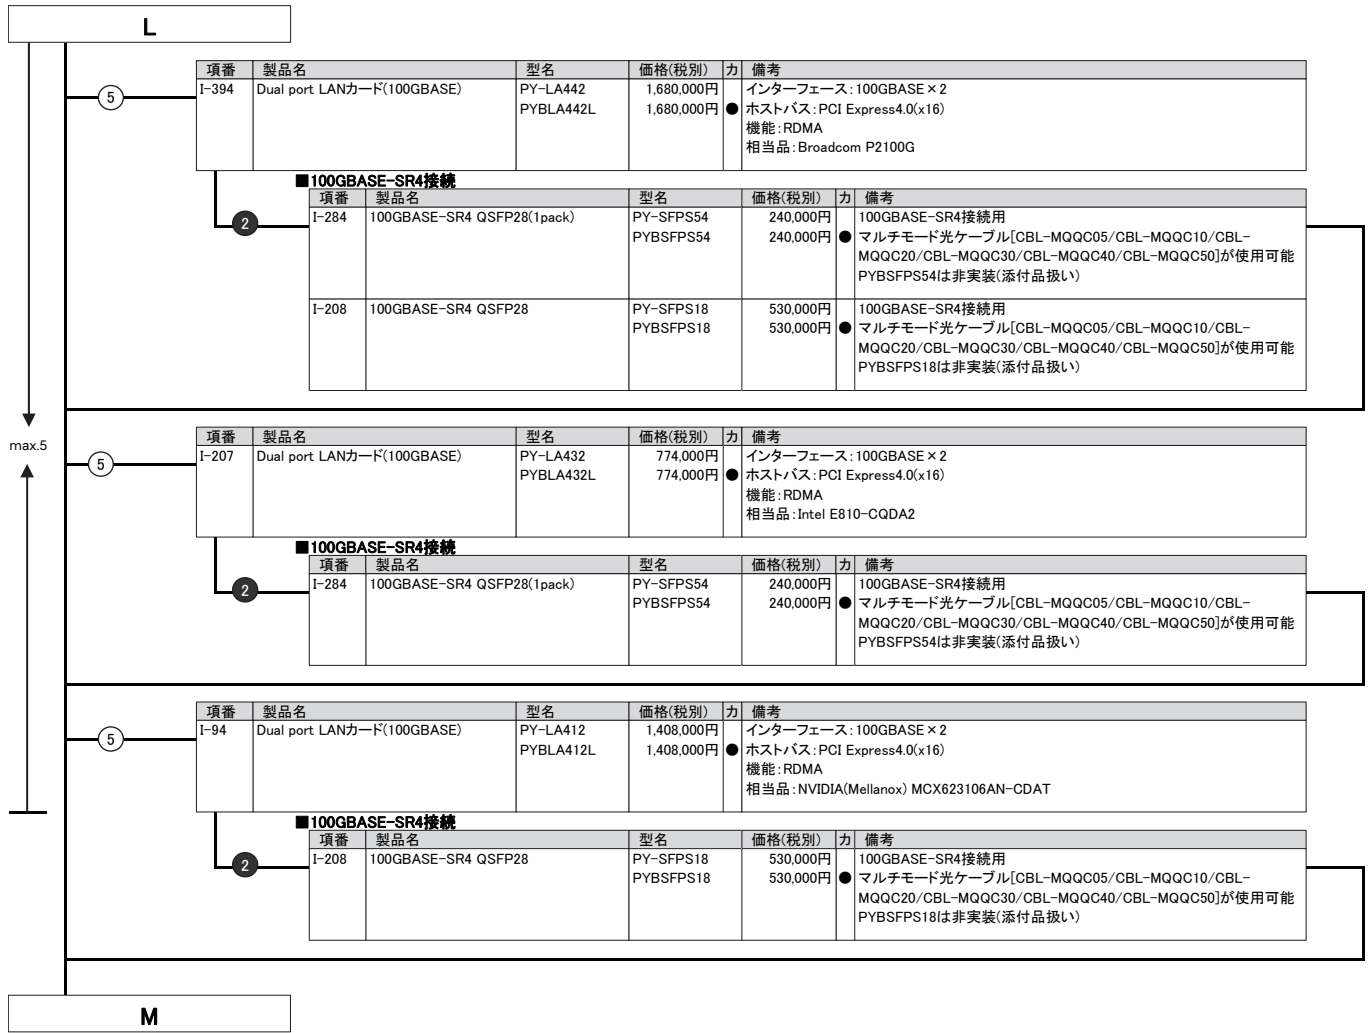 L
項番 製品名 型名 価格(税別) カ 備考
I-394 Dual port LANカード(100GBASE) PY-LA442 1,680,000円 インターフェース:100GBASE×2
PYBLA442L 1,680,000円 ● ホストバス:PCI Express4.0(x16)
機能:RDMA
相当品:Broadcom P2100G
5
■100GBASE-SR4接続
項番 製品名 型名 価格(税別) カ 備考
I-284 100GBASE-SR4 QSFP28(1pack) PY-SFPS54 240,000円 100GBASE-SR4接続用
PYBSFPS54 240,000円 ● マルチモード光ケーブル[CBL-MQQC05/CBL-MQQC10/CBL-
MQQC20/CBL-MQQC30/CBL-MQQC40/CBL-MQQC50]が使用可能
PYBSFPS54は非実装(添付品扱い)
2
I-208 100GBASE-SR4 QSFP28 PY-SFPS18 530,000円 100GBASE-SR4接続用
PYBSFPS18 530,000円 ● マルチモード光ケーブル[CBL-MQQC05/CBL-MQQC10/CBL-
MQQC20/CBL-MQQC30/CBL-MQQC40/CBL-MQQC50]が使用可能
PYBSFPS18は非実装(添付品扱い)
max.5
項番 製品名 型名 価格(税別) カ 備考
I-207 Dual port LANカード(100GBASE) PY-LA432 774,000円 インターフェース:100GBASE×2
PYBLA432L 774,000円 ● ホストバス:PCI Express4.0(x16)
機能:RDMA
相当品:Intel E810-CQDA2
5
■100GBASE-SR4接続
項番 製品名 型名 価格(税別) カ 備考
I-284 100GBASE-SR4 QSFP28(1pack) PY-SFPS54 240,000円 100GBASE-SR4接続用
PYBSFPS54 240,000円 ● マルチモード光ケーブル[CBL-MQQC05/CBL-MQQC10/CBL-
MQQC20/CBL-MQQC30/CBL-MQQC40/CBL-MQQC50]が使用可能
PYBSFPS54は非実装(添付品扱い)
2
項番 製品名 型名 価格(税別) カ 備考
I-94 Dual port LANカード(100GBASE) PY-LA412 1,408,000円 インターフェース:100GBASE×2
PYBLA412L 1,408,000円 ● ホストバス:PCI Express4.0(x16)
機能:RDMA
相当品:NVIDIA(Mellanox) MCX623106AN-CDAT
5
■100GBASE-SR4接続
項番 製品名 型名 価格(税別) カ 備考
I-208 100GBASE-SR4 QSFP28 PY-SFPS18 530,000円 100GBASE-SR4接続用
PYBSFPS18 530,000円 ● マルチモード光ケーブル[CBL-MQQC05/CBL-MQQC10/CBL-
MQQC20/CBL-MQQC30/CBL-MQQC40/CBL-MQQC50]が使用可能
PYBSFPS18は非実装(添付品扱い)
2
M